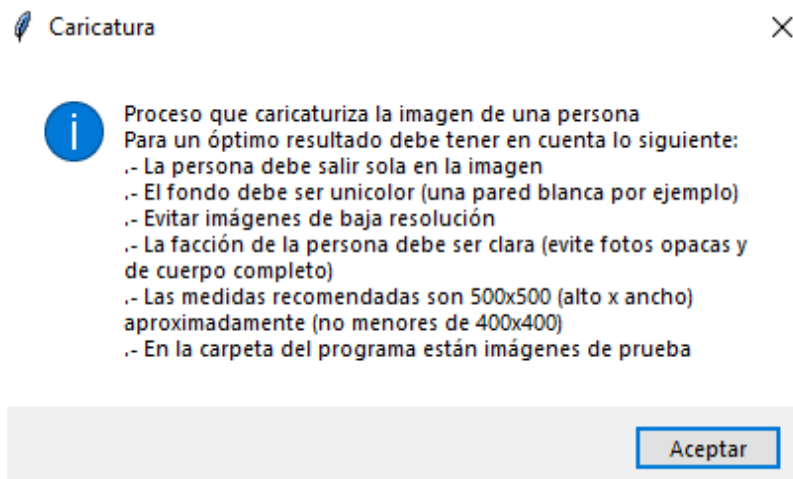 Caricatura
Proceso que caricaturiza la imagen de una persona
Para un óptimo resultado debe tener en cuenta lo siguiente:
.- La persona debe salir sola en la imagen
.- El fondo debe ser unicolor (una pared blanca por ejemplo)
.- Evitar imágenes de baja resolución
.- La facción de la persona debe ser clara (evite fotos opacas y
de cuerpo completo)
.- Las medidas recomendadas son 500x500 (alto x ancho)
aproximadamente (no menores de 400x400)
.- En la carpeta del programa están imágenes de prueba
Aceptar